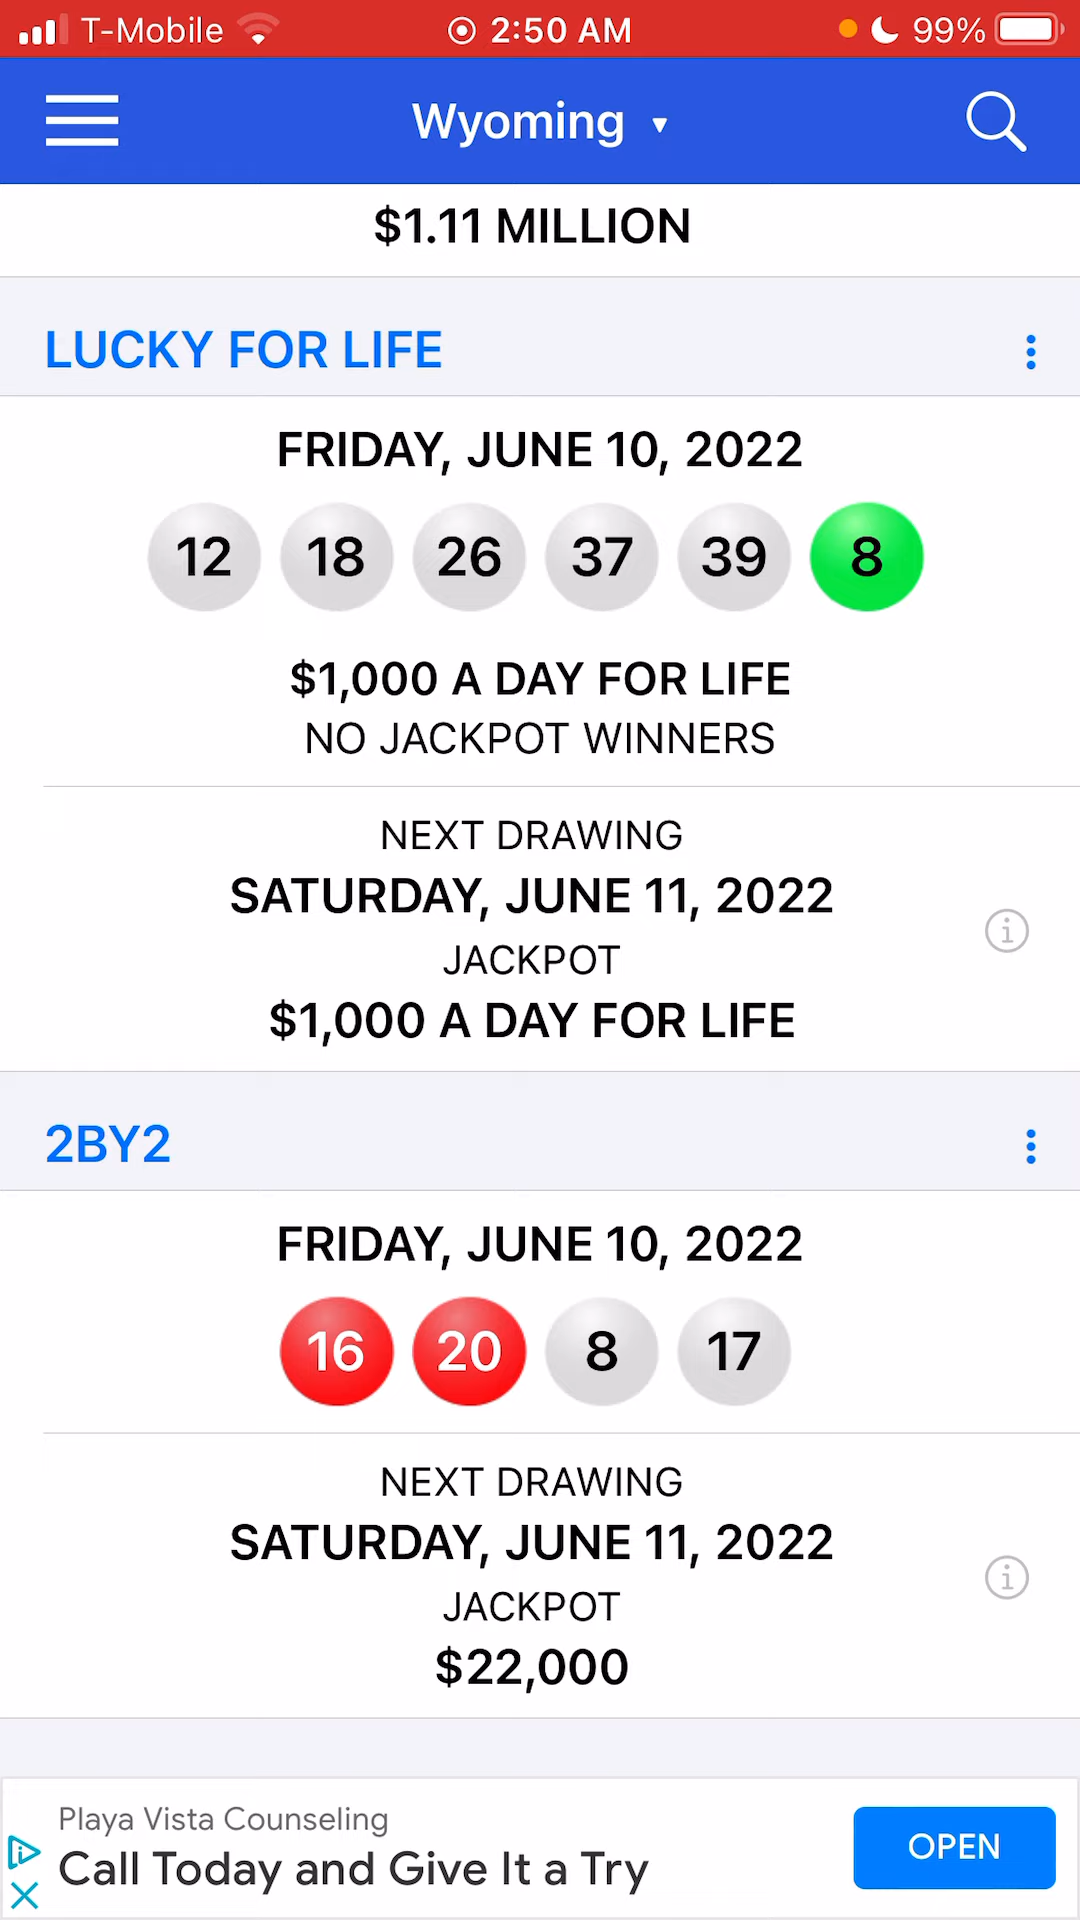 T-Mobile 2:50 AM 99%
Wyoming
$1.11 MILLION
LUCKY FOR LIFE
FRIDAY, JUNE 10, 2022
12 18 26 37 39 8
$1,000 A DAY FOR LIFE
NO JACKPOT WINNERS
NEXT DRAWING
SATURDAY, JUNE 11, 2022
JACKPOT
$1,000 A DAY FOR LIFE
2BY2
FRIDAY, JUNE 10, 2022
16 20 8 17
NEXT DRAWING
SATURDAY, JUNE 11, 2022
JACKPOT
$22,000
Playa Vista Counseling
Call Today and Give It a Try
OPEN